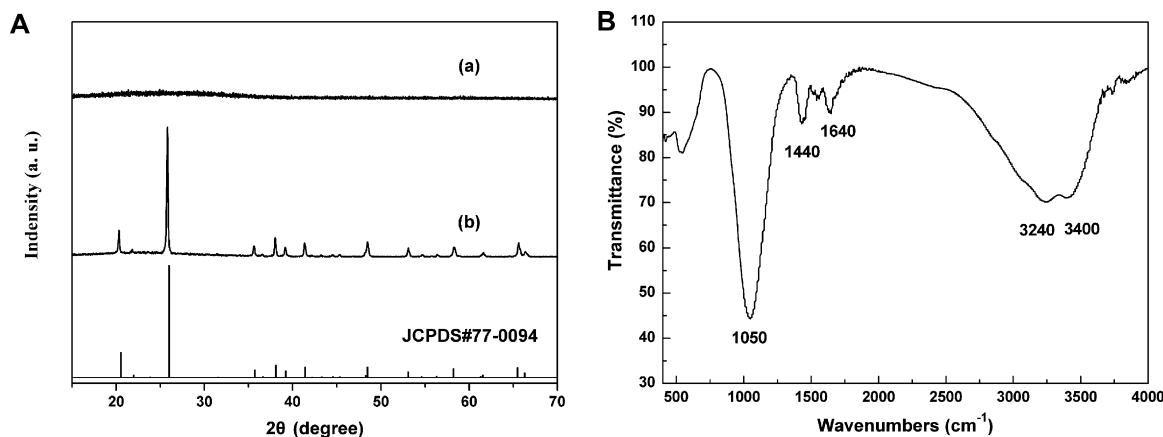 A
(a)
(b)
JCPDS#77-0094
Indensity (a. u.)
20 30 40 50 60 70
2θ (degree)
B
110
100
90
80
70
60
50
40
30
1440
1640
3240 3400
1050
Transmittance (%)
500 1000 1500 2000 2500 3000 3500 4000
Wavenumbers (cm⁻¹)